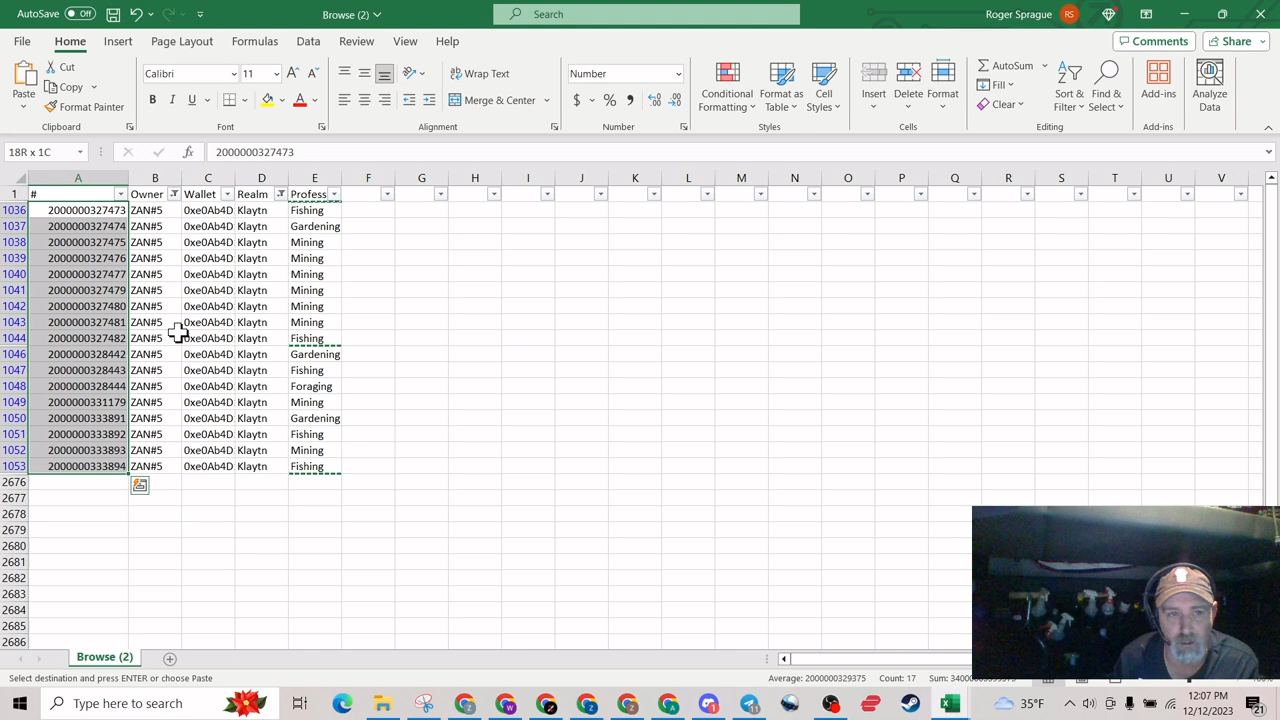 AutoSave Off Browse (2) Search Roger Sprague RS
File Home Insert Page Layout Formulas Data Review View Help Comments Share
Cut Calibri 11 Wrap Text Number AutoSum
Copy Fill
Paste Format Painter B I U Merge & Center $ % Conditional Formatting Format as Table Cell Styles Insert Delete Format Clear Sort & Filter Find & Select Add-ins Analyze Data
Clipboard Font Alignment Number Styles Cells Editing Add-ins
18R x 1C fx 2000000327473
A B C D E F G H I J K L M N O P Q R S T U V
1 # Owner Wallet Realm Profess
1036 2000000327473 ZAN#5 0xe0Ab4D Klaytn Fishing
1037 2000000327474 ZAN#5 0xe0Ab4D Klaytn Gardening
1038 2000000327475 ZAN#5 0xe0Ab4D Klaytn Mining
1039 2000000327476 ZAN#5 0xe0Ab4D Klaytn Mining
1040 2000000327477 ZAN#5 0xe0Ab4D Klaytn Mining
1041 2000000327479 ZAN#5 0xe0Ab4D Klaytn Mining
1042 2000000327480 ZAN#5 0xe0Ab4D Klaytn Mining
1043 2000000327481 ZAN#5 0xe0Ab4D Klaytn Mining
1044 2000000327482 ZAN#5 0xe0Ab4D Klaytn Fishing
1046 2000000328442 ZAN#5 0xe0Ab4D Klaytn Gardening
1047 2000000328443 ZAN#5 0xe0Ab4D Klaytn Fishing
1048 2000000328444 ZAN#5 0xe0Ab4D Klaytn Foraging
1049 2000000331179 ZAN#5 0xe0Ab4D Klaytn Mining
1050 2000000333891 ZAN#5 0xe0Ab4D Klaytn Gardening
1051 2000000333892 ZAN#5 0xe0Ab4D Klaytn Fishing
1052 2000000333893 ZAN#5 0xe0Ab4D Klaytn Mining
1053 2000000333894 ZAN#5 0xe0Ab4D Klaytn Fishing
2676
2677
2678
2679
2680
2681
2682
2683
2684
2685
2686
Browse (2)
Select destination and press ENTER or choose Paste Average: 2000000329375 Count: 17
Type here to search 35°F 12:07 PM
12/12/2023 21